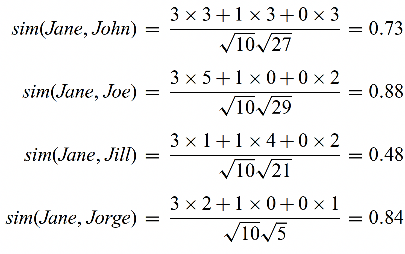 sim(Jane, John) = (3 × 3 + 1 × 3 + 0 × 3) / (√10 √27) = 0.73
sim(Jane, Joe) = (3 × 5 + 1 × 0 + 0 × 2) / (√10 √29) = 0.88
sim(Jane, Jill) = (3 × 1 + 1 × 4 + 0 × 2) / (√10 √21) = 0.48
sim(Jane, Jorge) = (3 × 2 + 1 × 0 + 0 × 1) / (√10 √5) = 0.84